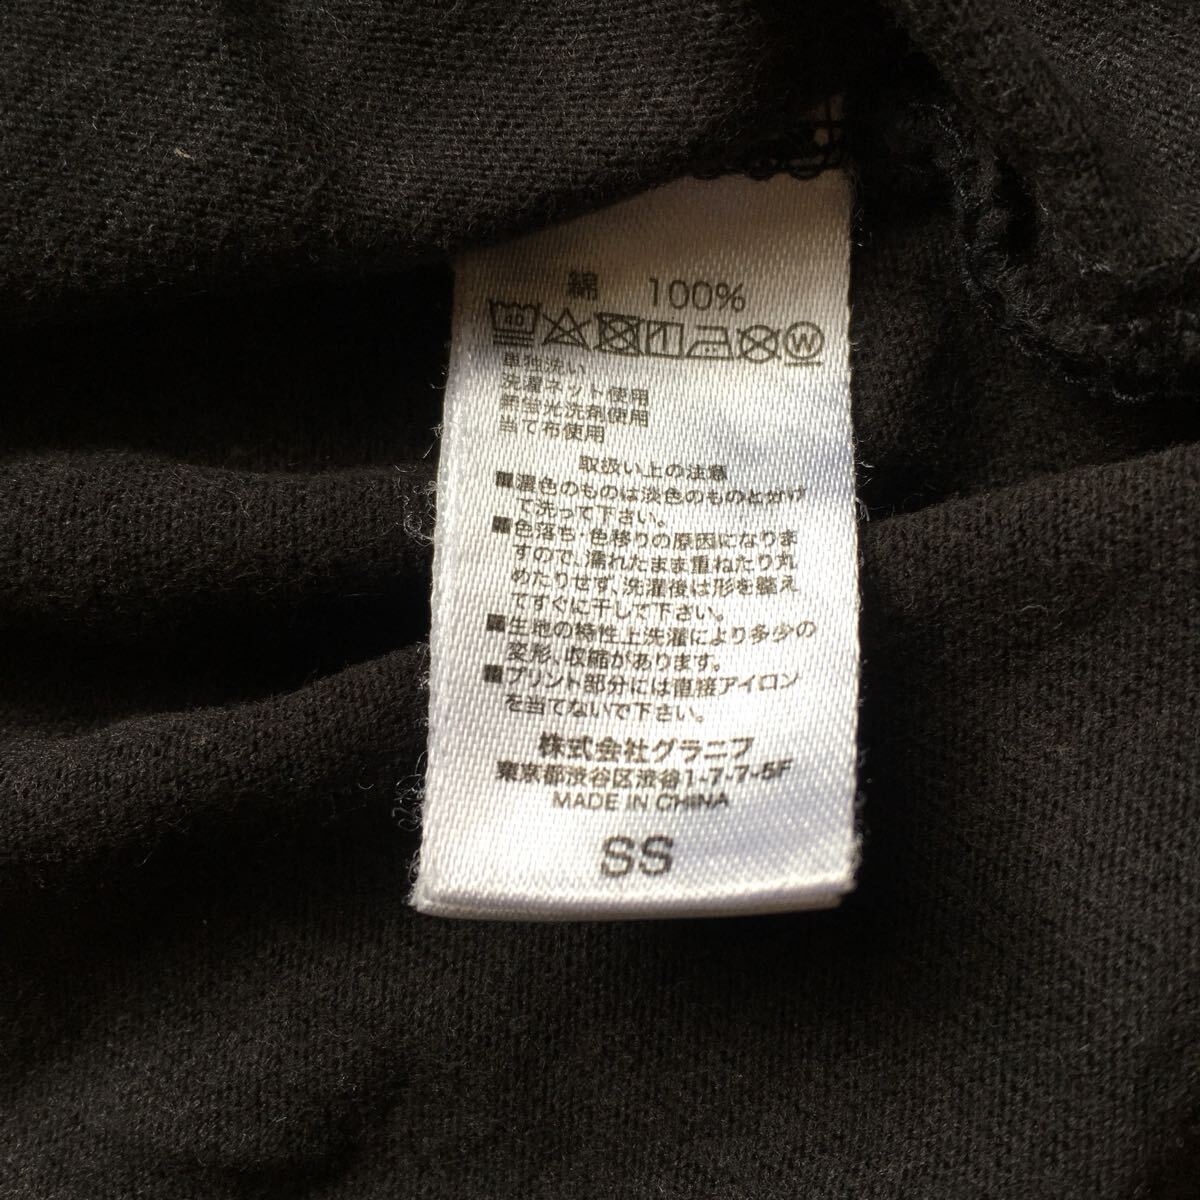 綿 100%
40
W
単独洗い
洗濯ネット使用
無蛍光洗剤使用
当て布使用
取扱い上の注意
■濃色のものは淡色のものと分け
て洗って下さい。
■色落ち・色移りの原因になりま
すので、濡れたまま重ねたり丸
めたりせず、洗濯後は形を整え
てすぐに干して下さい。
■生地の特性上洗濯により多少の
変形、収縮があります。
■プリント部分には直接アイロン
を当てないで下さい。
株式会社グラニフ
東京都渋谷区渋谷1-7-7-5F
MADE IN CHINA
SS